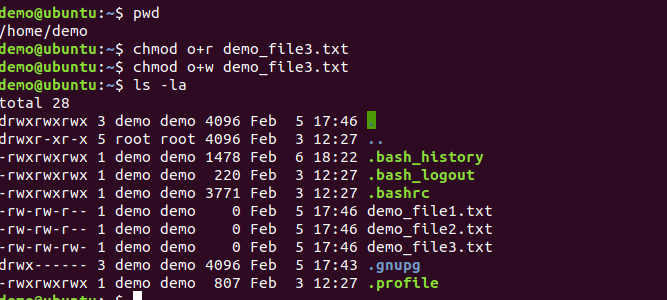 demo@ubuntu:~$ pwd
/home/demo
demo@ubuntu:~$ chmod o+r demo_file3.txt
demo@ubuntu:~$ chmod o+w demo_file3.txt
demo@ubuntu:~$ ls -la
total 28
drwxrwxrwx 3 demo demo 4096 Feb  5 17:46 .
drwxr-xr-x 5 root root 4096 Feb  3 12:27 ..
-rwxrwxrwx 1 demo demo 1478 Feb  6 18:22 .bash_history
-rwxrwxrwx 1 demo demo  220 Feb  3 12:27 .bash_logout
-rwxrwxrwx 1 demo demo 3771 Feb  3 12:27 .bashrc
-rw-rw-r-- 1 demo demo    0 Feb  5 17:46 demo_file1.txt
-rw-rw-r-- 1 demo demo    0 Feb  5 17:46 demo_file2.txt
-rw-rw-rw- 1 demo demo    0 Feb  5 17:46 demo_file3.txt
drwx------ 3 demo demo 4096 Feb  5 17:43 .gnupg
-rwxrwxrwx 1 demo demo  807 Feb  3 12:27 .profile
demo@ubuntu:~$